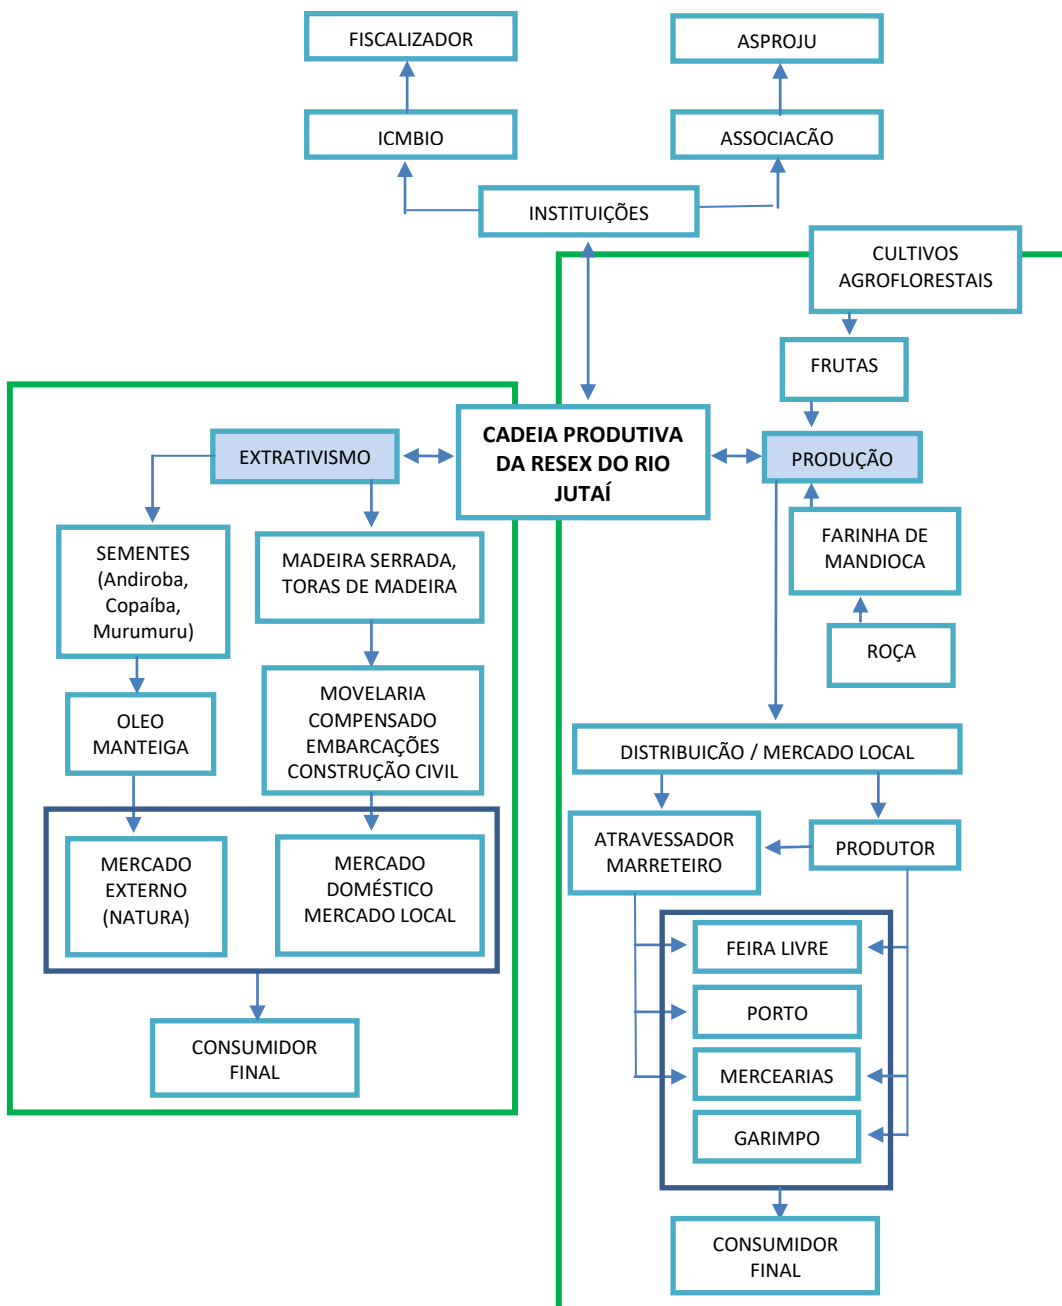 FISCALIZADOR
ASPROJU
ICMBIO
ASSOCIACÃO
INSTITUIÇÕES
CULTIVOS
AGROFLORESTAIS
FRUTAS
CADEIA PRODUTIVA
DA RESEX DO RIO
JUTAÍ
EXTRATIVISMO
PRODUÇÃO
SEMENTES
(Andiroba,
Copaíba,
Murumuru)
MADEIRA SERRADA,
TORAS DE MADEIRA
FARINHA DE
MANDIOCA
ROÇA
OLEO
MANTEIGA
MOVELARIA
COMPENSADO
EMBARCAÇÕES
CONSTRUÇÃO CIVIL
DISTRIBUIÇÃO / MERCADO LOCAL
MERCADO
EXTERNO
(NATURA)
MERCADO
DOMÉSTICO
MERCADO LOCAL
ATRAVESSADOR
MARRETEIRO
PRODUTOR
FEIRA LIVRE
PORTO
MERCEARIAS
GARIMPO
CONSUMIDOR
FINAL
CONSUMIDOR
FINAL